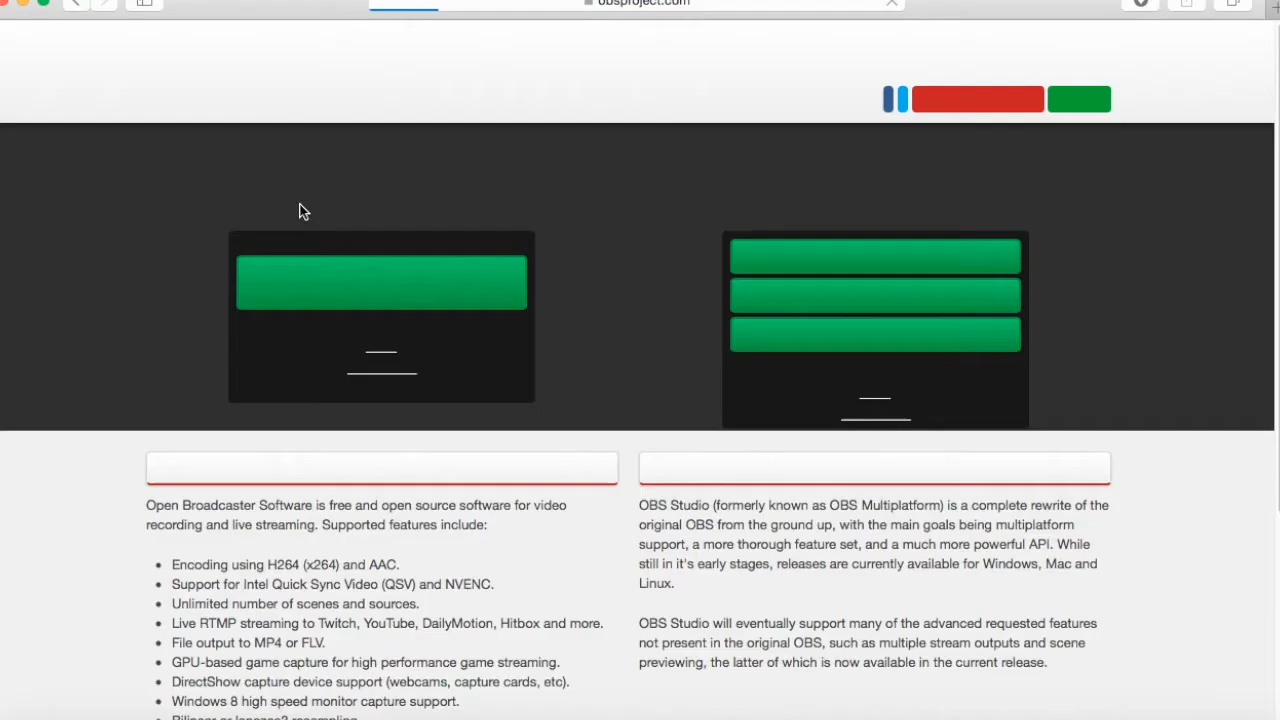 obsproject.com
Open Broadcaster Software is free and open source software for video
recording and live streaming. Supported features include:
Encoding using H264 (x264) and AAC.
Support for Intel Quick Sync Video (QSV) and NVENC.
Unlimited number of scenes and sources.
Live RTMP streaming to Twitch, YouTube, DailyMotion, Hitbox and more.
File output to MP4 or FLV.
GPU-based game capture for high performance game streaming.
DirectShow capture device support (webcams, capture cards, etc).
Windows 8 high speed monitor capture support.
Bilinear or lanczos3 resampling.
OBS Studio (formerly known as OBS Multiplatform) is a complete rewrite of the
original OBS from the ground up, with the main goals being multiplatform
support, a more thorough feature set, and a much more powerful API. While
still in it's early stages, releases are currently available for Windows, Mac and
Linux.
OBS Studio will eventually support many of the advanced requested features
not present in the original OBS, such as multiple stream outputs and scene
previewing, the latter of which is now available in the current release.